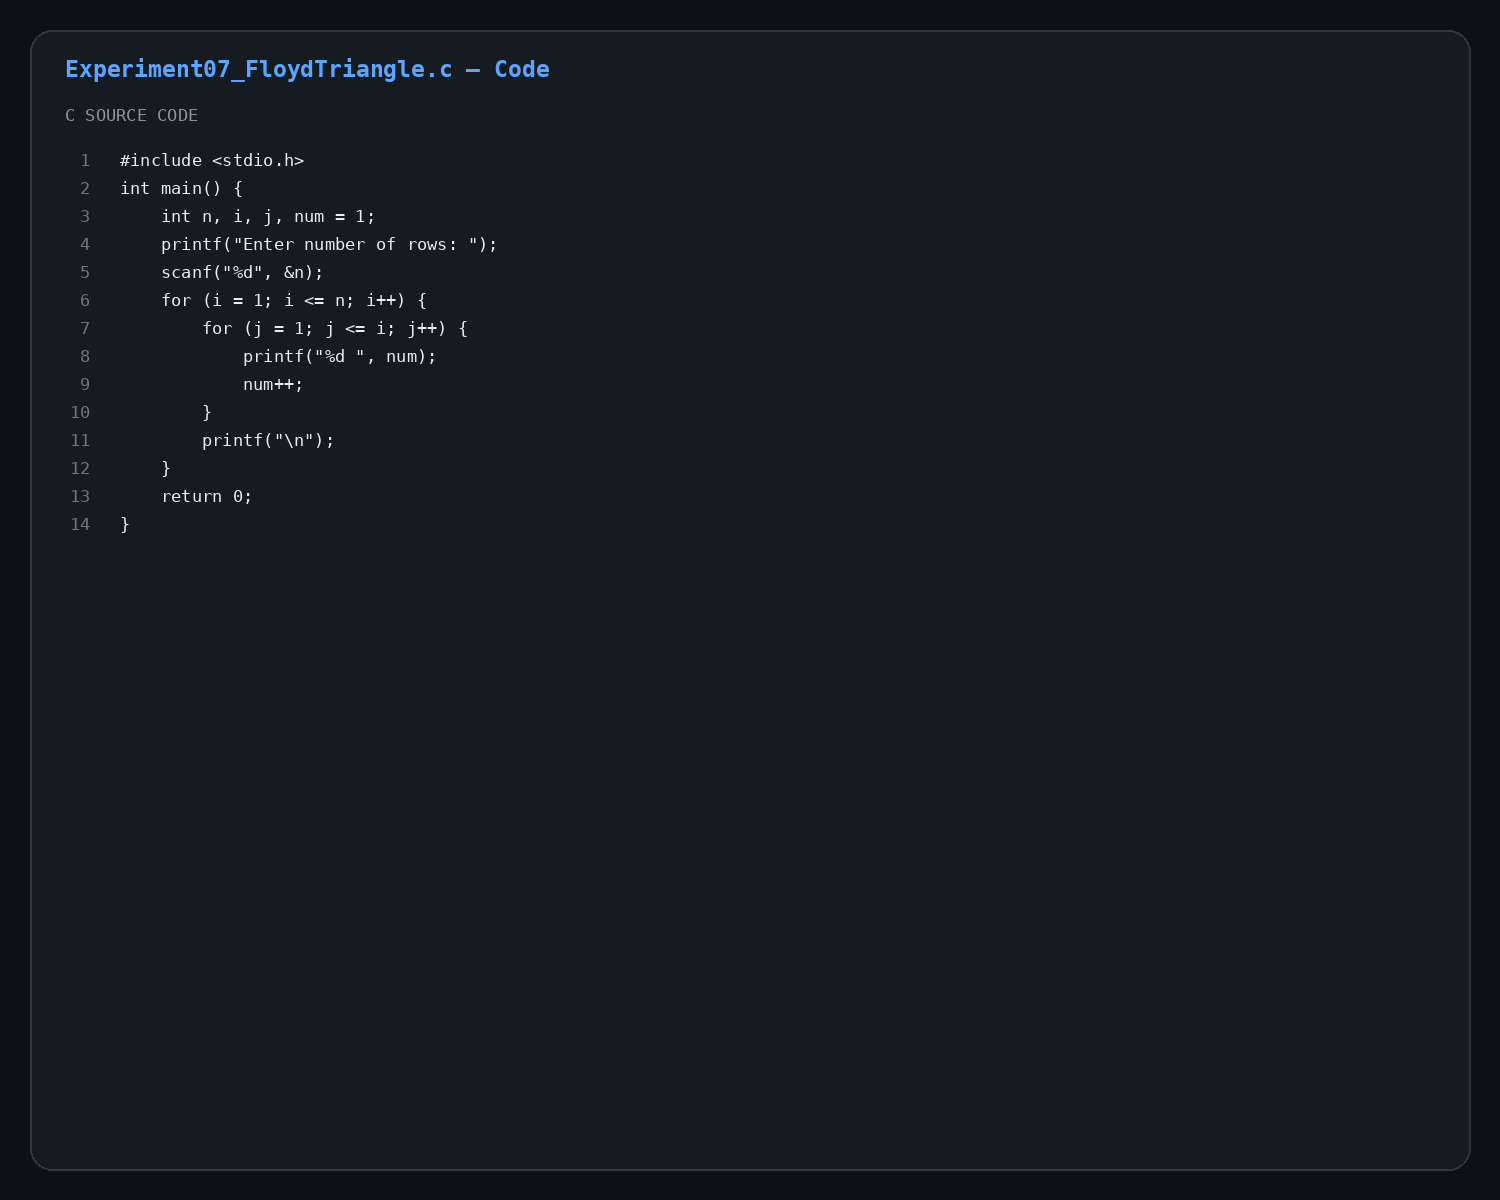 Experiment07_FloydTriangle.c — Code
C SOURCE CODE
1 #include <stdio.h>
2 int main() {
3     int n, i, j, num = 1;
4     printf("Enter number of rows: ");
5     scanf("%d", &n);
6     for (i = 1; i <= n; i++) {
7         for (j = 1; j <= i; j++) {
8             printf("%d ", num);
9             num++;
10         }
11         printf("\n");
12     }
13     return 0;
14 }